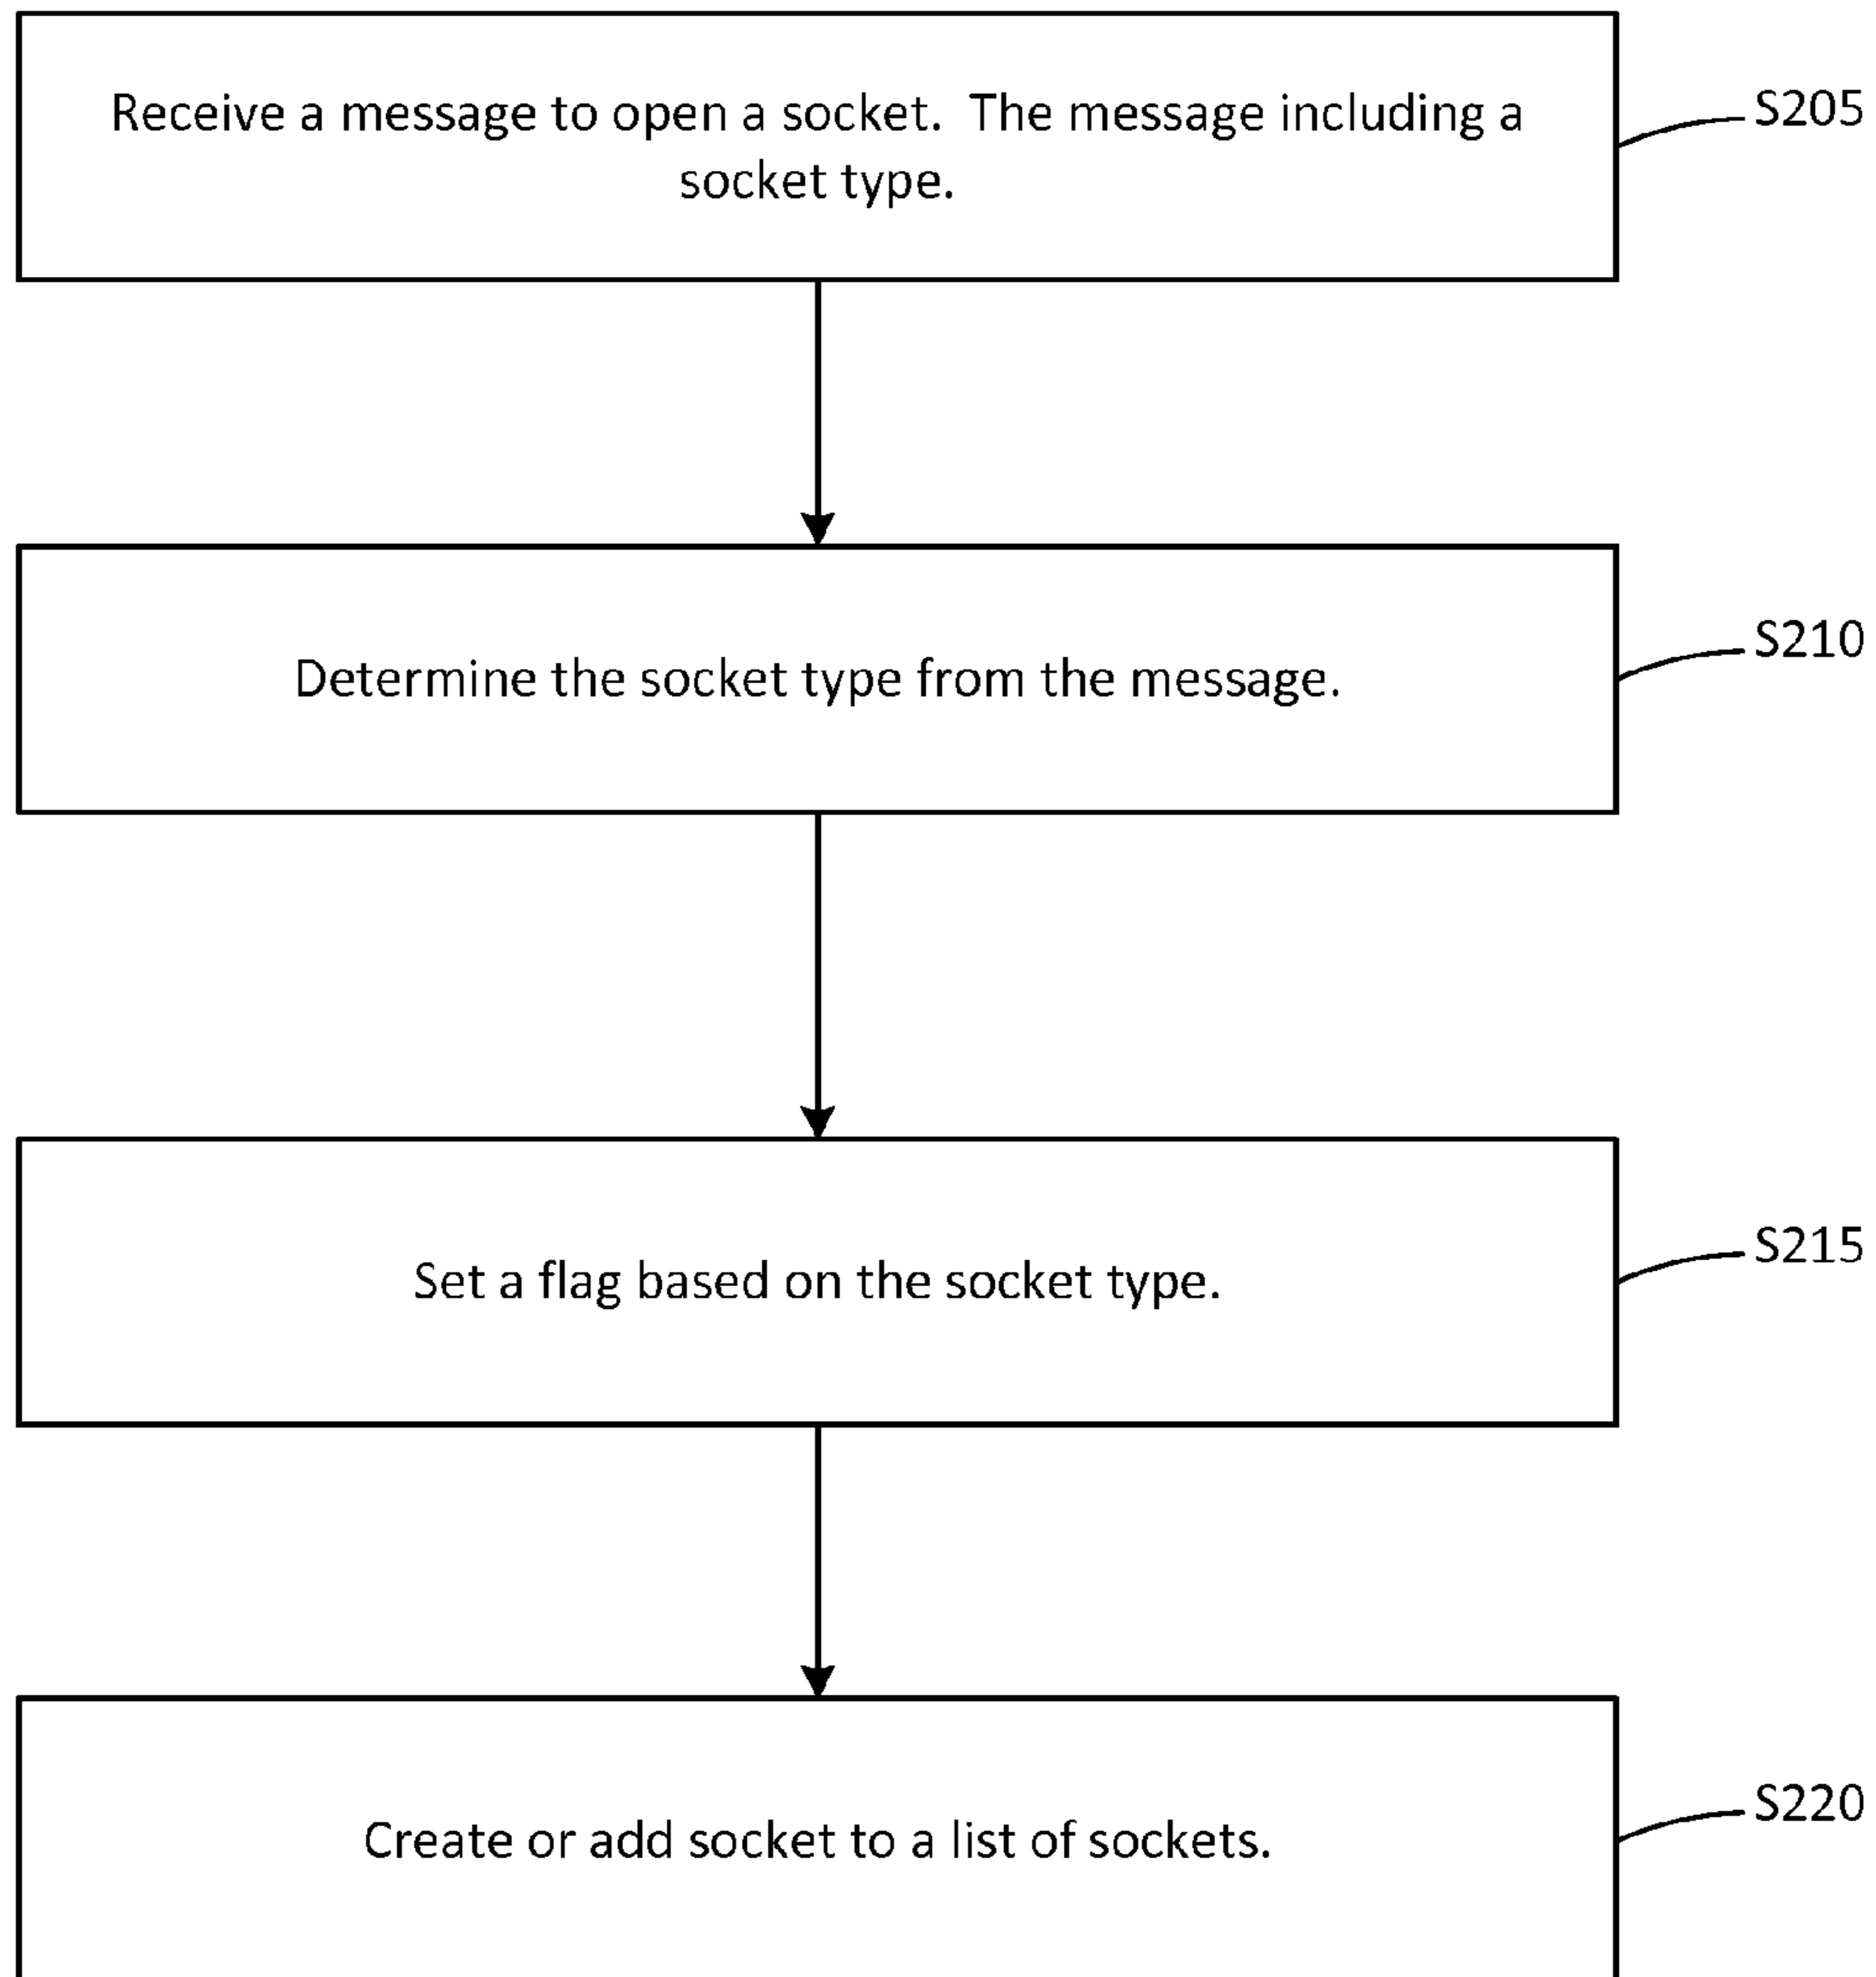 Receive a message to open a socket.  The message including a
socket type.
S205
Determine the socket type from the message.
S210
Set a flag based on the socket type.
S215
Create or add socket to a list of sockets.
S220